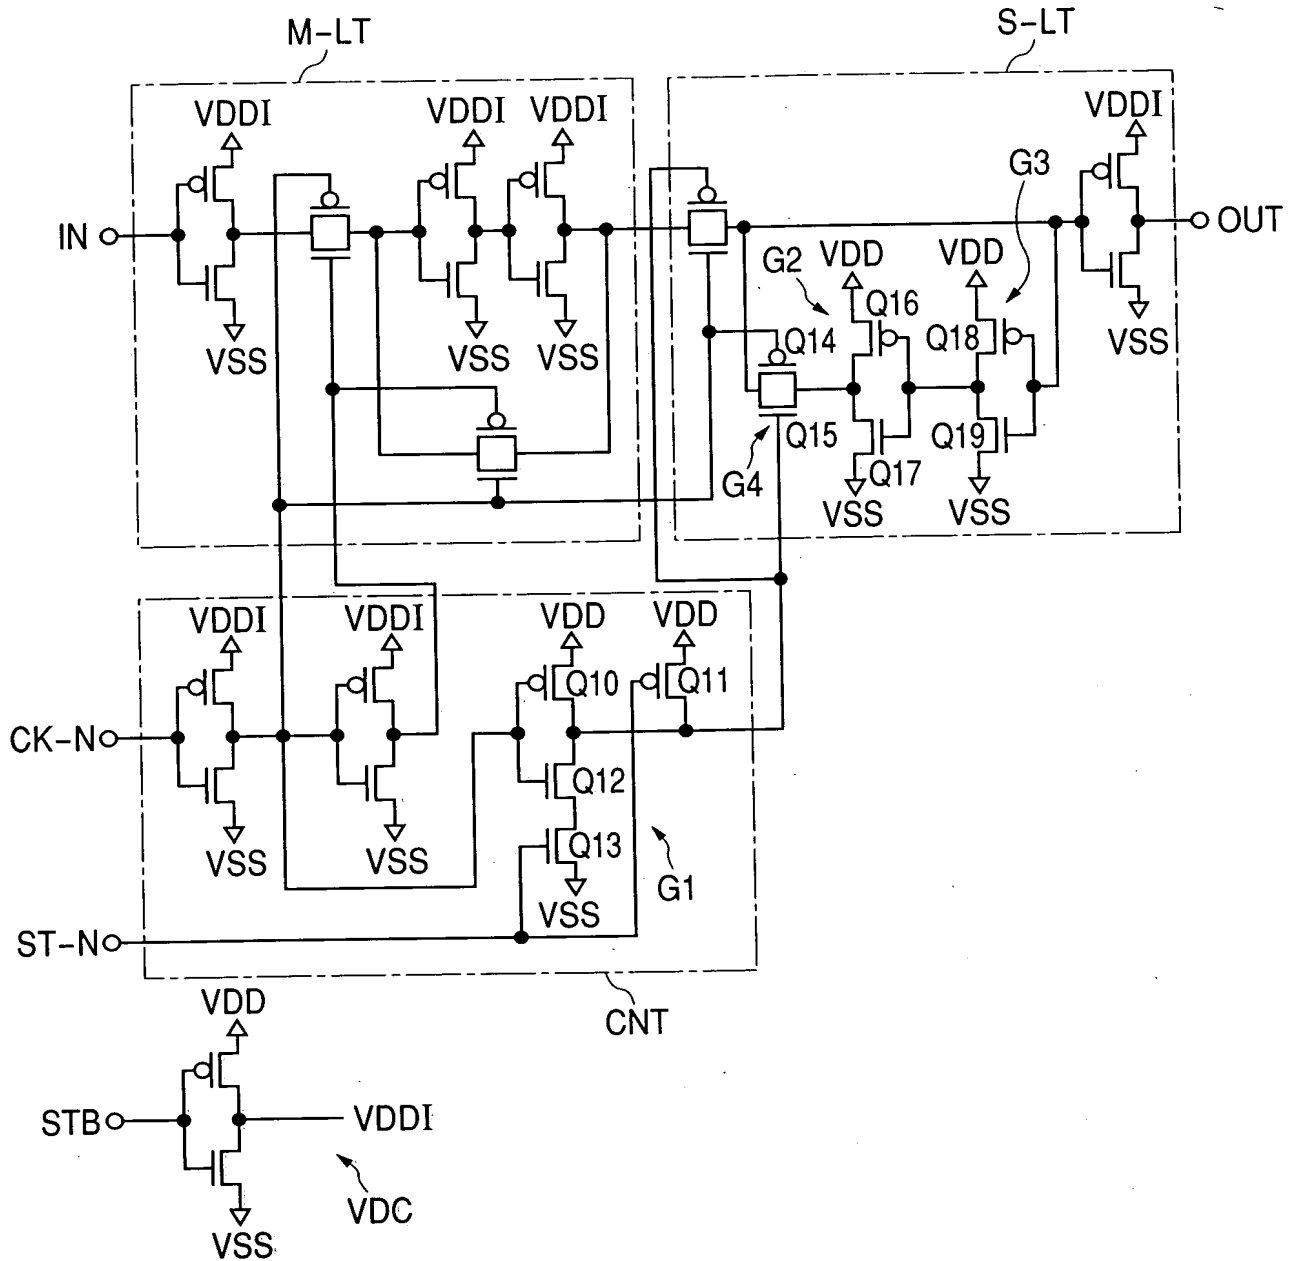 M-LT
S-LT
VDDI
VDDI
VDDI
VDDI
G3
IN
OUT
G2
VDD
VDD
Q16
Q14
Q18
VSS
VSS
VSS
VSS
Q15
Q19
G4
Q17
VSS
VSS
VDDI
VDDI
VDD
VDD
Q10
Q11
CK-N
Q12
Q13
VSS
VSS
G1
VSS
ST-N
VDD
CNT
STB
VDDI
VDC
VSS